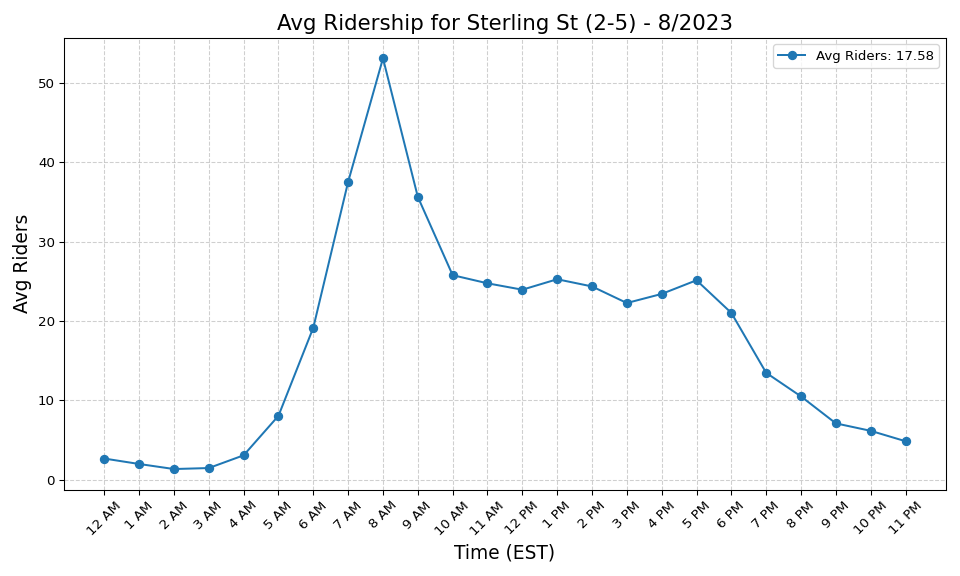 Avg Ridership for Sterling St (2-5) - 8/2023
Avg Riders: 17.58
Avg Riders
50
40
30
20
10
0
12 AM
1 AM
2 AM
3 AM
4 AM
5 AM
6 AM
7 AM
8 AM
9 AM
10 AM
11 AM
12 PM
1 PM
2 PM
3 PM
4 PM
5 PM
6 PM
7 PM
8 PM
9 PM
10 PM
11 PM
Time (EST)